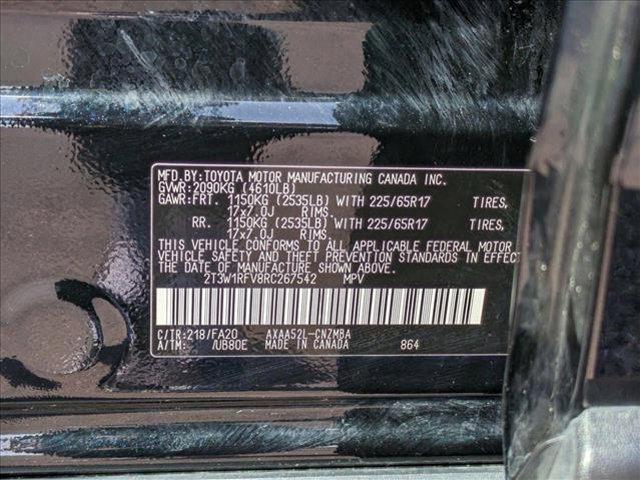 MFD.BY:TOYOTA MOTOR MANUFACTURING CANADA INC.
GVWR: 2090KG (4610LB)
GAWR:FRT. 1150KG (2535LB) WITH 225/65R17 TIRES,
17x7.0J RIMS.
RR. 1150KG (2535LB) WITH 225/65R17 TIRES,
17x7.0J RIMS.
THIS VEHICLE CONFORMS TO ALL APPLICABLE FEDERAL MOTOR
VEHICLE SAFETY AND THEFT PREVENTION STANDARDS IN EFFECT
THE DATE OF MANUFACTURE SHOWN ABOVE.
2T3W1RFV8RC267542 MPV
C/TR:218/FA20 AXAA52L-CNZMBA
A/TM: /UB80E MADE IN CANADA 864